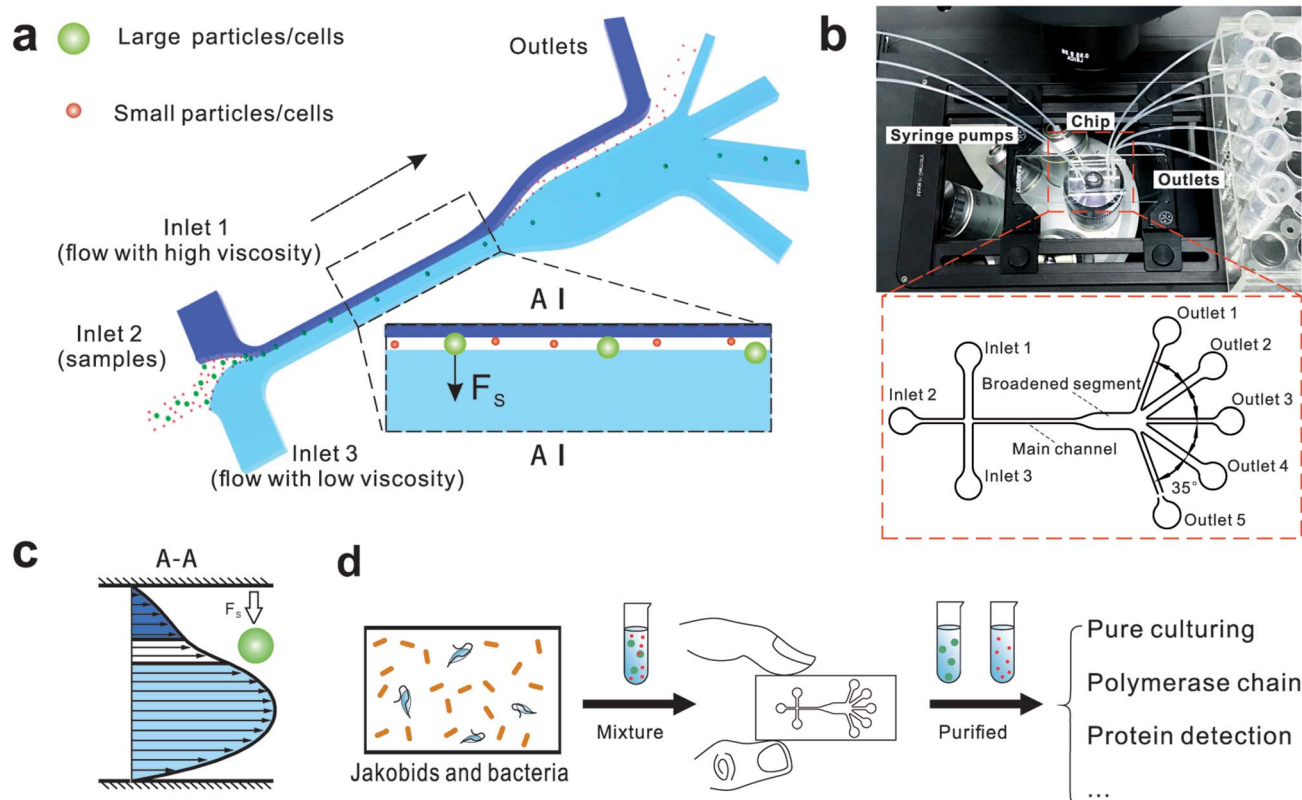 a
Large particles/cells
Small particles/cells
Outlets
Inlet 1
(flow with high viscosity)
Inlet 2
(samples)
Inlet 3
(flow with low viscosity)
A I
Fs
A I
b
Syringe pumps
Chip
Outlets
Inlet 1
Inlet 2
Inlet 3
Broadened segment
Main channel
Outlet 1
Outlet 2
Outlet 3
Outlet 4
35°
Outlet 5
c
A-A
Fs
d
Jakobids and bacteria
Mixture
Purified
Pure culturing
Polymerase chain
Protein detection
...